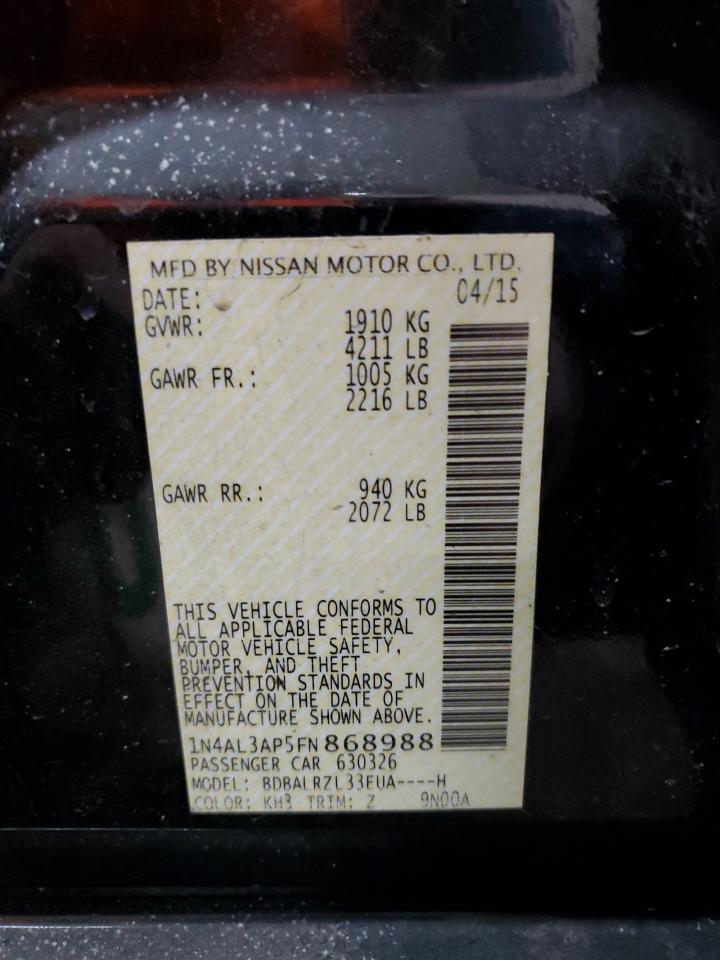 MFD BY NISSAN MOTOR CO., LTD.
DATE: 04/15
GVWR: 1910 KG
4211 LB
GAWR FR.: 1005 KG
2216 LB
GAWR RR.: 940 KG
2072 LB
THIS VEHICLE CONFORMS TO
ALL APPLICABLE FEDERAL
MOTOR VEHICLE SAFETY,
BUMPER, AND THEFT
PREVENTION STANDARDS IN
EFFECT ON THE DATE OF
MANUFACTURE SHOWN ABOVE.
1N4AL3AP5FN868988
PASSENGER CAR 630326
MODEL: BDBALRZL33EUA----H
COLOR: KH3 TRIM: Z 9N00A